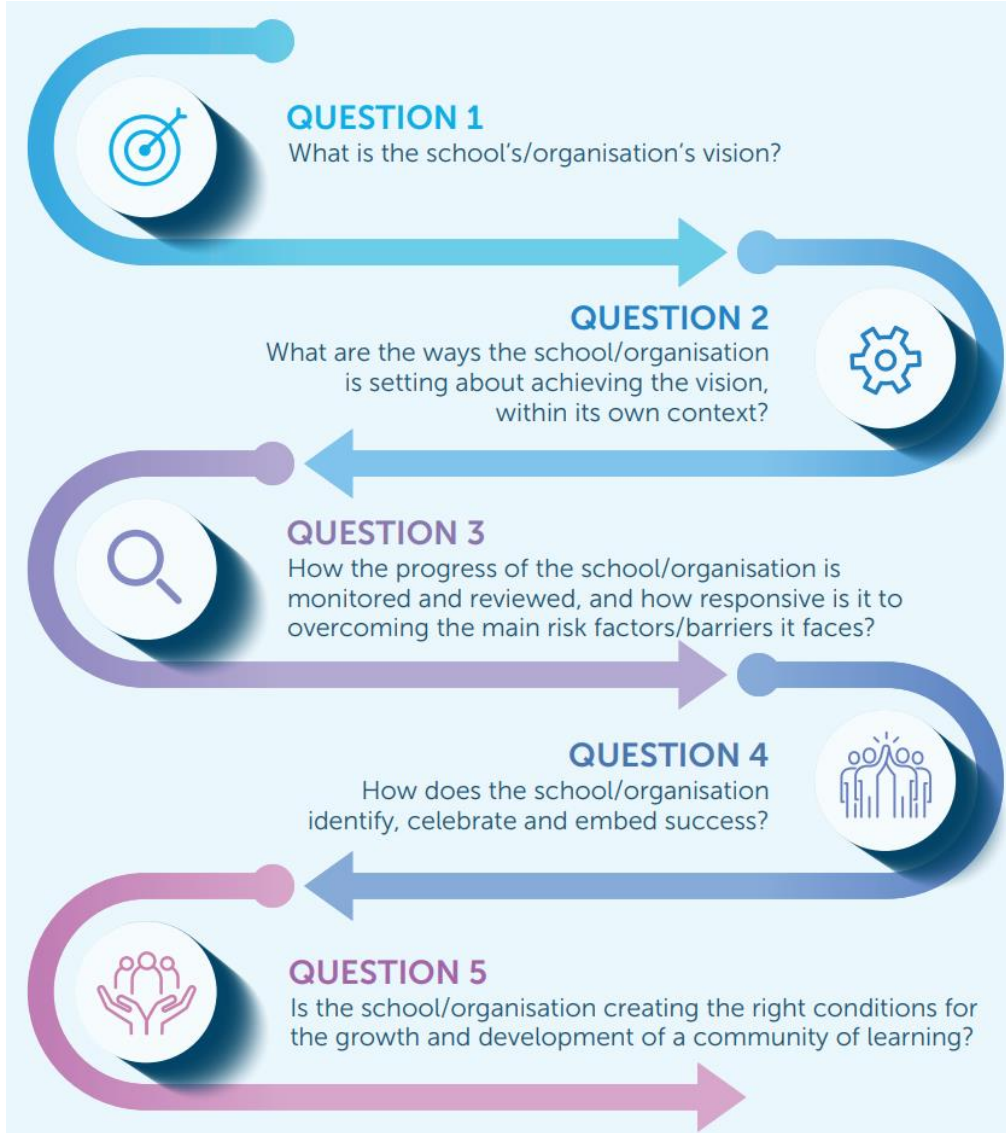 QUESTION 1
What is the school’s/organisation’s vision?
QUESTION 2
What are the ways the school/organisation
is setting about achieving the vision,
within its own context?
QUESTION 3
How the progress of the school/organisation is
monitored and reviewed, and how responsive is it to
overcoming the main risk factors/barriers it faces?
QUESTION 4
How does the school/organisation
identify, celebrate and embed success?
QUESTION 5
Is the school/organisation creating the right conditions for
the growth and development of a community of learning?